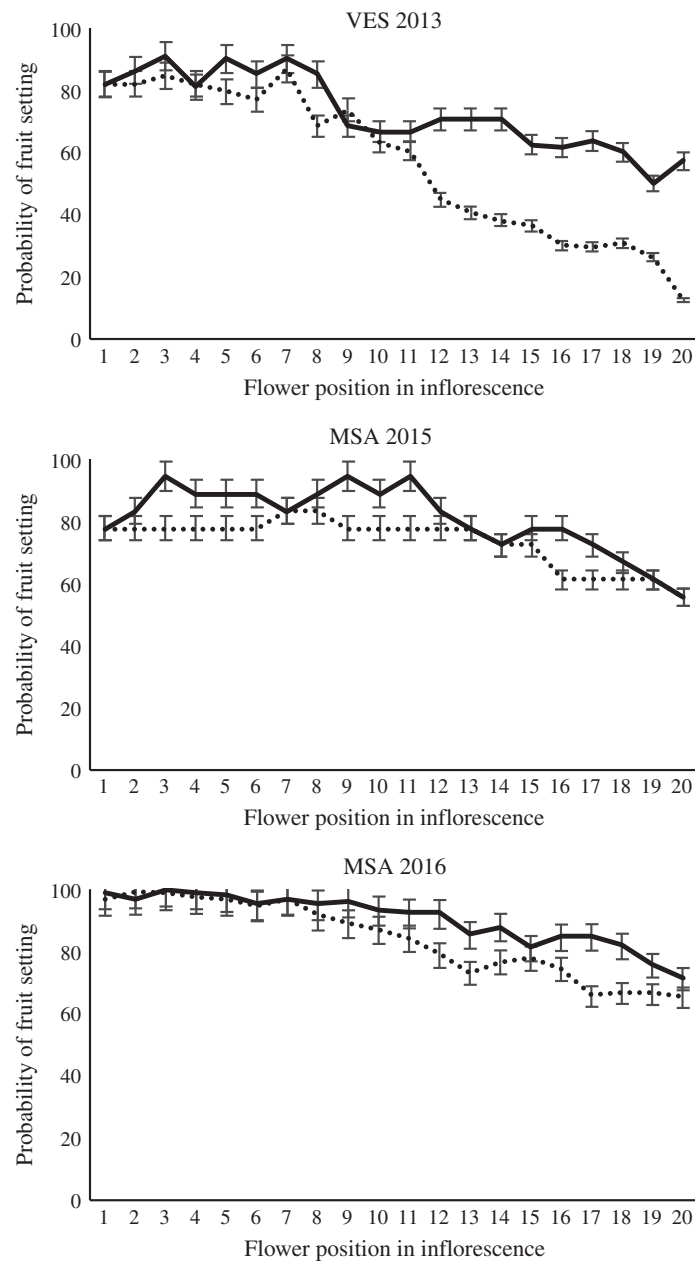 VES 2013
100
80
60
40
20
0
Probability of fruit setting
1 2 3 4 5 6 7 8 9 10 11 12 13 14 15 16 17 18 19 20
Flower position in inflorescence
MSA 2015
100
80
60
40
20
0
Probability of fruit setting
1 2 3 4 5 6 7 8 9 10 11 12 13 14 15 16 17 18 19 20
Flower position in inflorescence
MSA 2016
100
80
60
40
20
0
Probability of fruit setting
1 2 3 4 5 6 7 8 9 10 11 12 13 14 15 16 17 18 19 20
Flower position in inflorescence